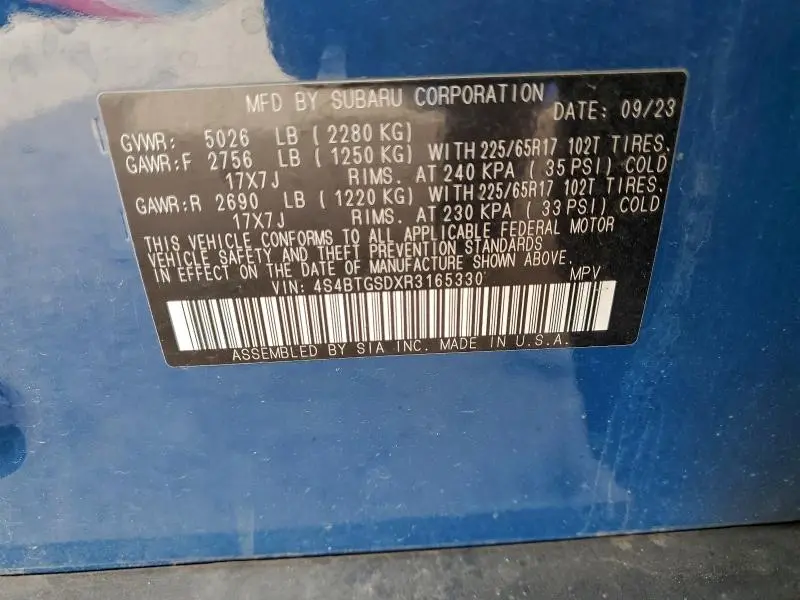 MFD BY SUBARU CORPORATION DATE: 09/23
GVWR: 5026 LB ( 2280 KG)
GAWR:F 2756 LB ( 1250 KG) WITH 225/65R17 102T TIRES.
17X7J RIMS. AT 240 KPA ( 35 PSI) COLD
GAWR:R 2690 LB ( 1220 KG) WITH 225/65R17 102T TIRES.
17X7J RIMS. AT 230 KPA ( 33 PSI) COLD
THIS VEHICLE CONFORMS TO ALL APPLICABLE FEDERAL MOTOR
VEHICLE SAFETY AND THEFT PREVENTION STANDARDS
IN EFFECT ON THE DATE OF MANUFACTURE SHOWN ABOVE.
VIN: 4S4BTGSDXR3165330 MPV
ASSEMBLED BY SIA INC. MADE IN U.S.A.